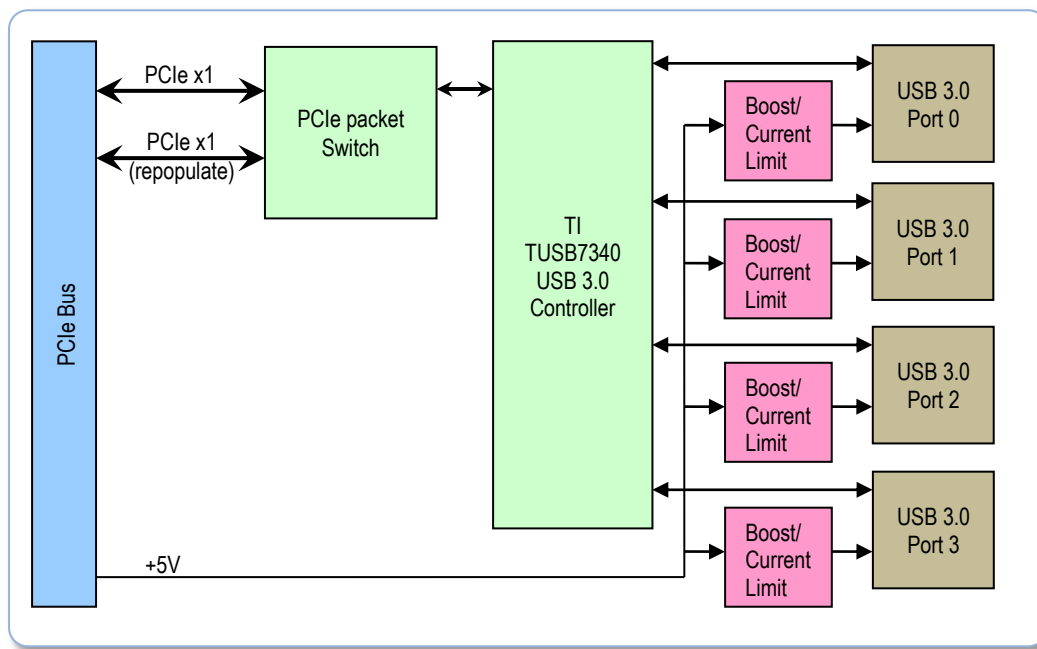 PCIe Bus
PCIe x1
PCIe x1
(repopulate)
+5V
PCIe packet
Switch
TI
TUSB7340
USB 3.0
Controller
Boost/
Current
Limit
USB 3.0
Port 0
Boost/
Current
Limit
USB 3.0
Port 1
Boost/
Current
Limit
USB 3.0
Port 2
Boost/
Current
Limit
USB 3.0
Port 3